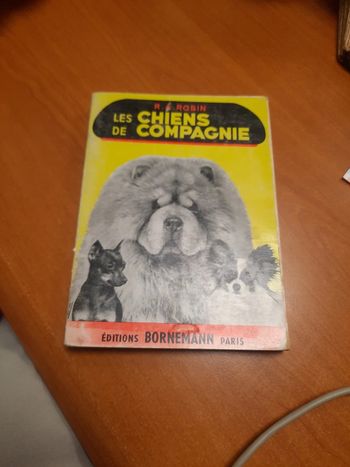 R. A. ROBIN
LES CHIENS
DE COMPAGNIE
ÉDITIONS BORNEMANN PARIS